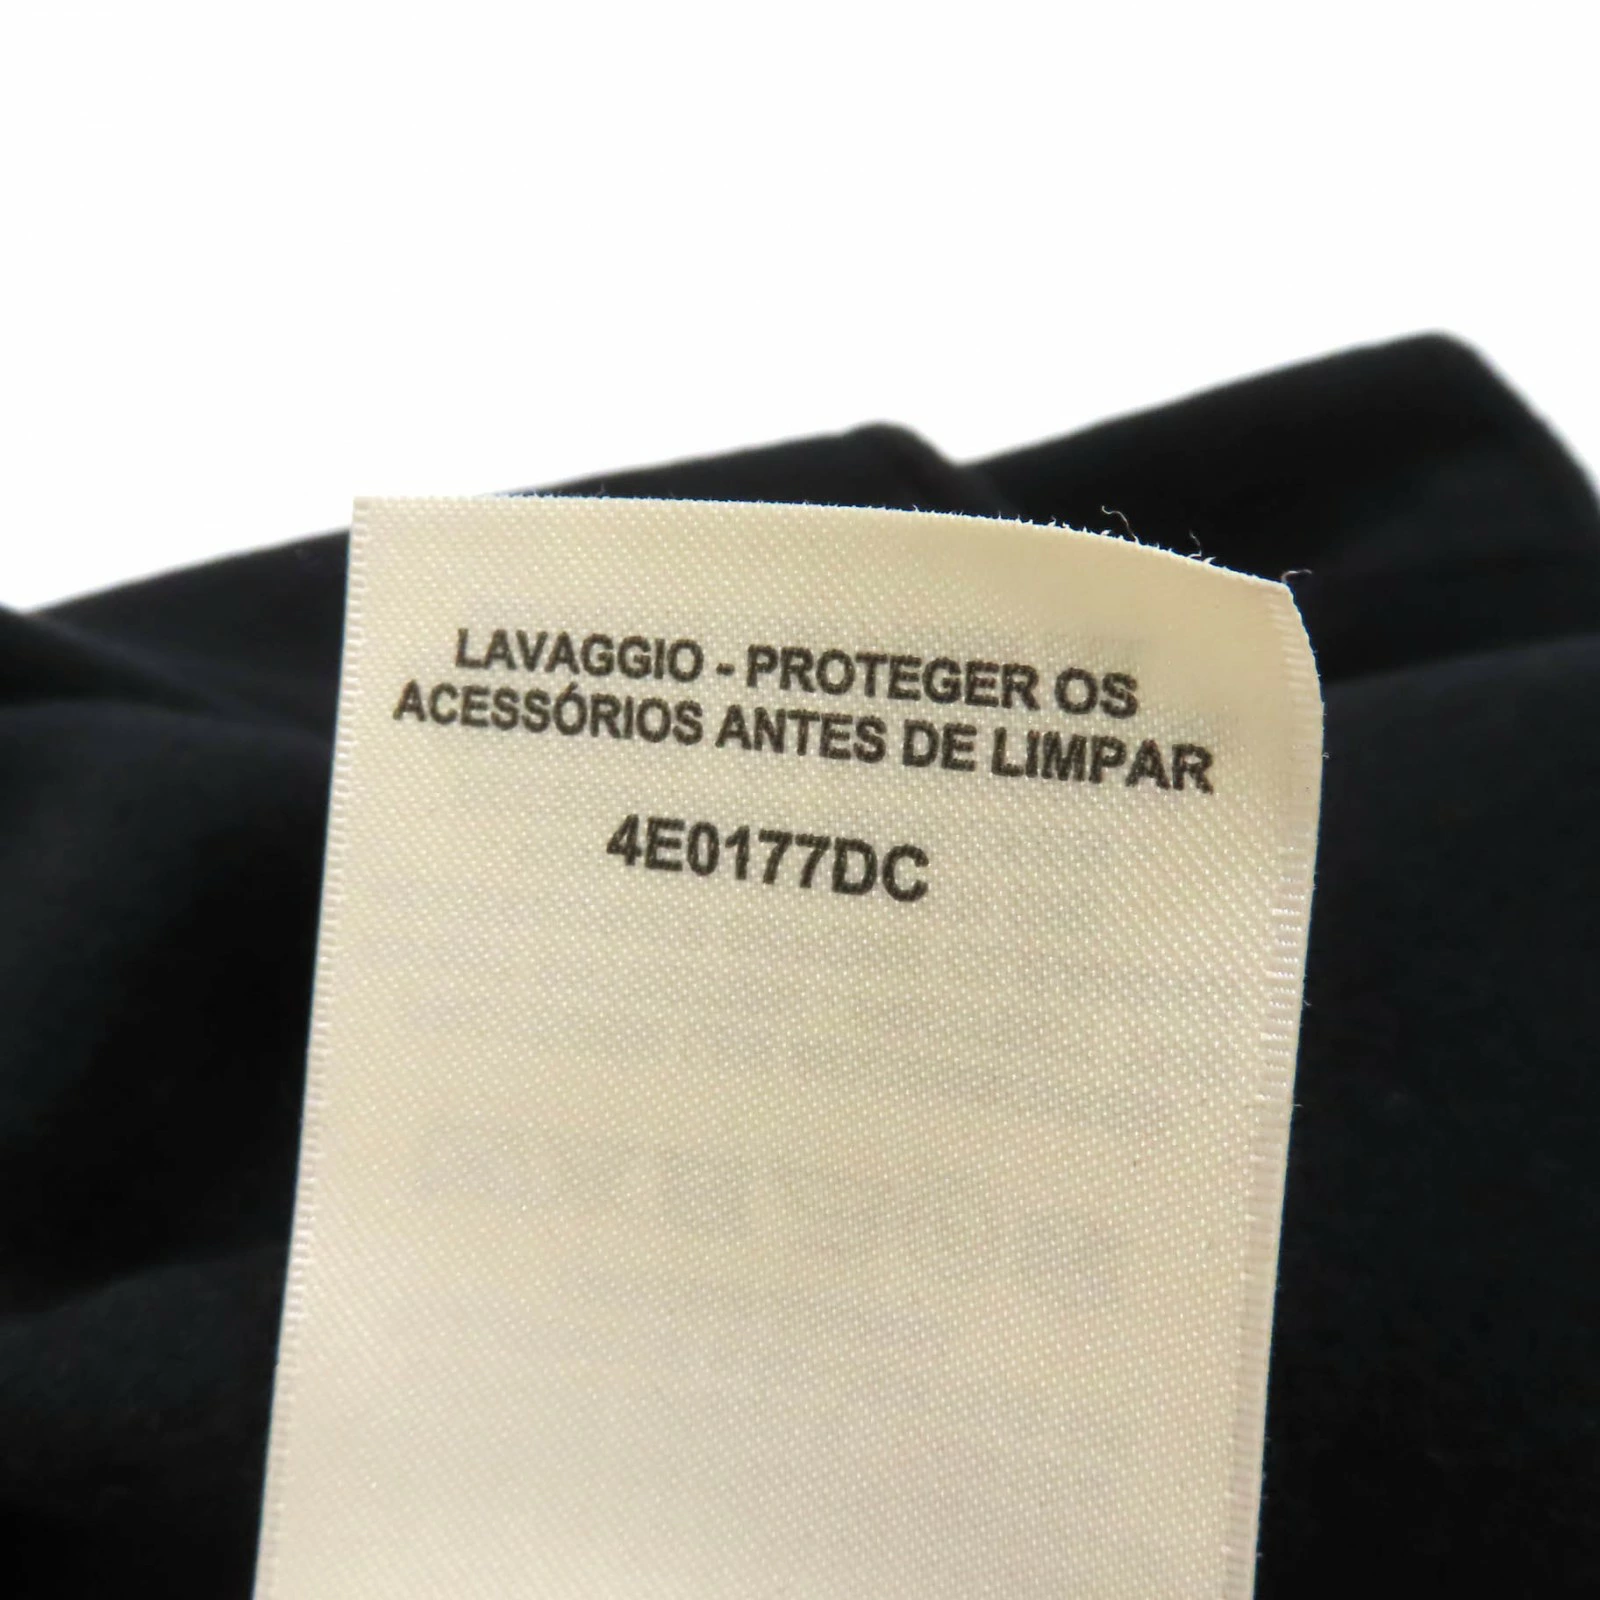 LAVAGGIO - PROTEGER OS
ACESSÓRIOS ANTES DE LIMPAR
4E0177DC